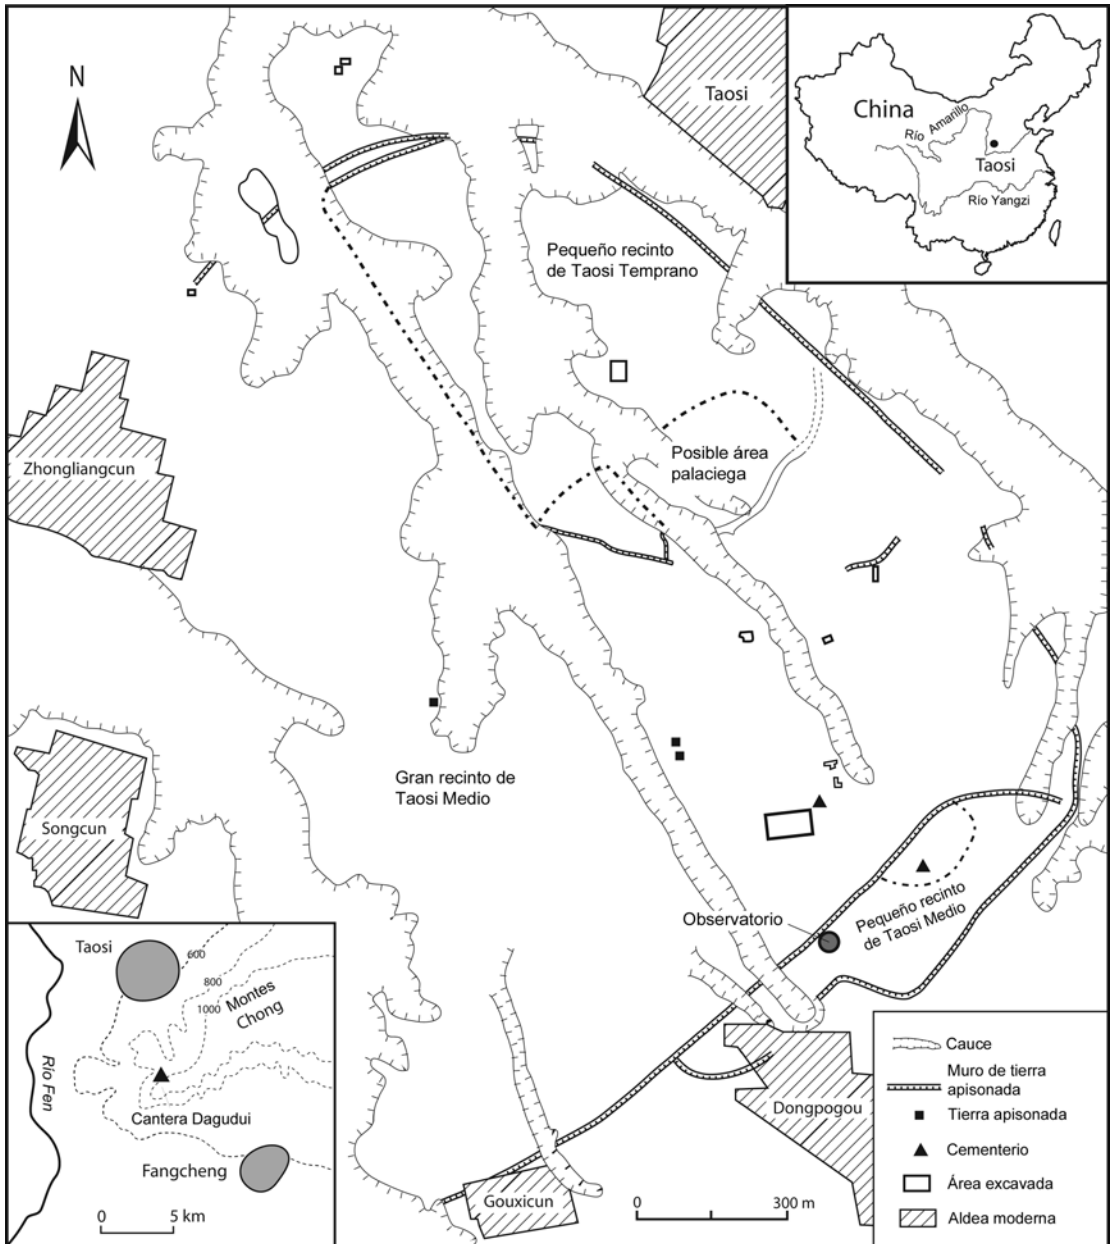 N
Taosi
China
Río Amarillo
Taosi
Río Yangzi
Pequeño recinto
de Taosi Temprano
Zhongliangcun
Posible área
palaciega
Gran recinto de
Taosi Medio
Songcun
Observatorio
Pequeño recinto
de Taosi Medio
Taosi
600
800
1000
Montes
Chong
Río Fen
Cantera Dagudui
Fangcheng
0 5 km
Dongpogou
Gouxicun
0 300 m
Cauce
Muro de tierra
apisonada
Tierra apisonada
Cementerio
Área excavada
Aldea moderna